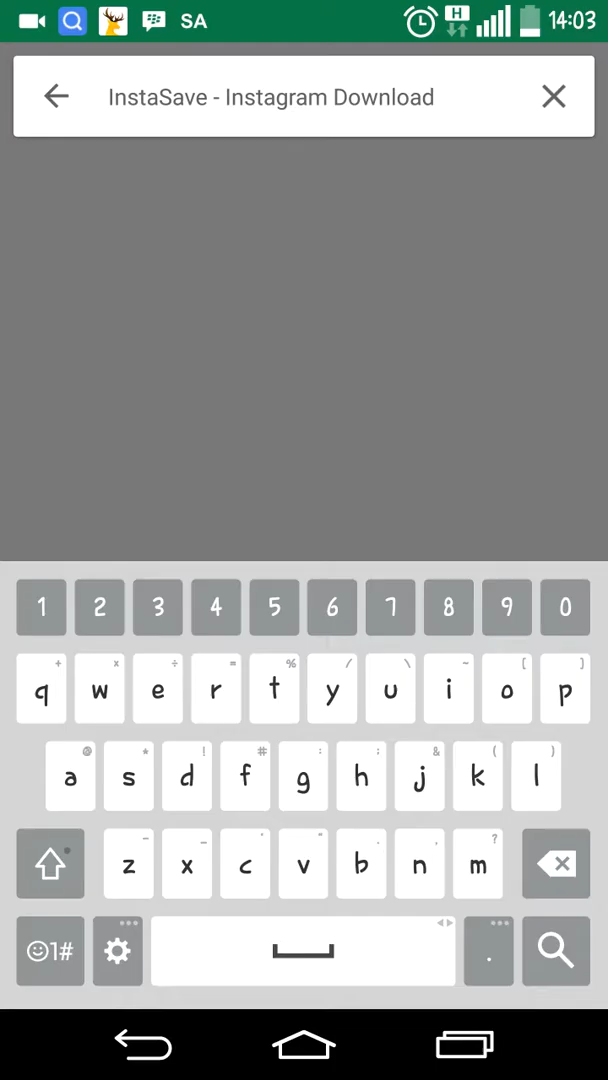 SA H 14:03
InstaSave - Instagram Download
1 2 3 4 5 6 7 8 9 0
+ × ÷ = % / \ ~ [ ]
q w e r t y u i o p
@ * ! # : ; & ( )
a s d f g h j k l
- _ ' " . , ?
z x c v b n m
1# .